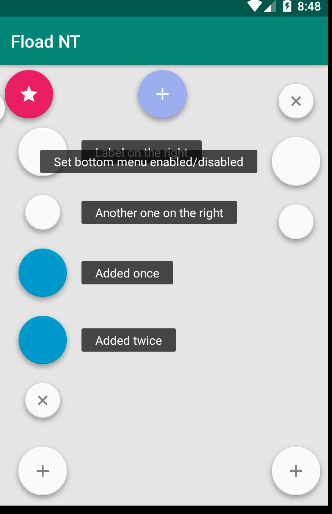 8:48
Fload NT
Label on the right
Set bottom menu enabled/disabled
Another one on the right
Added once
Added twice